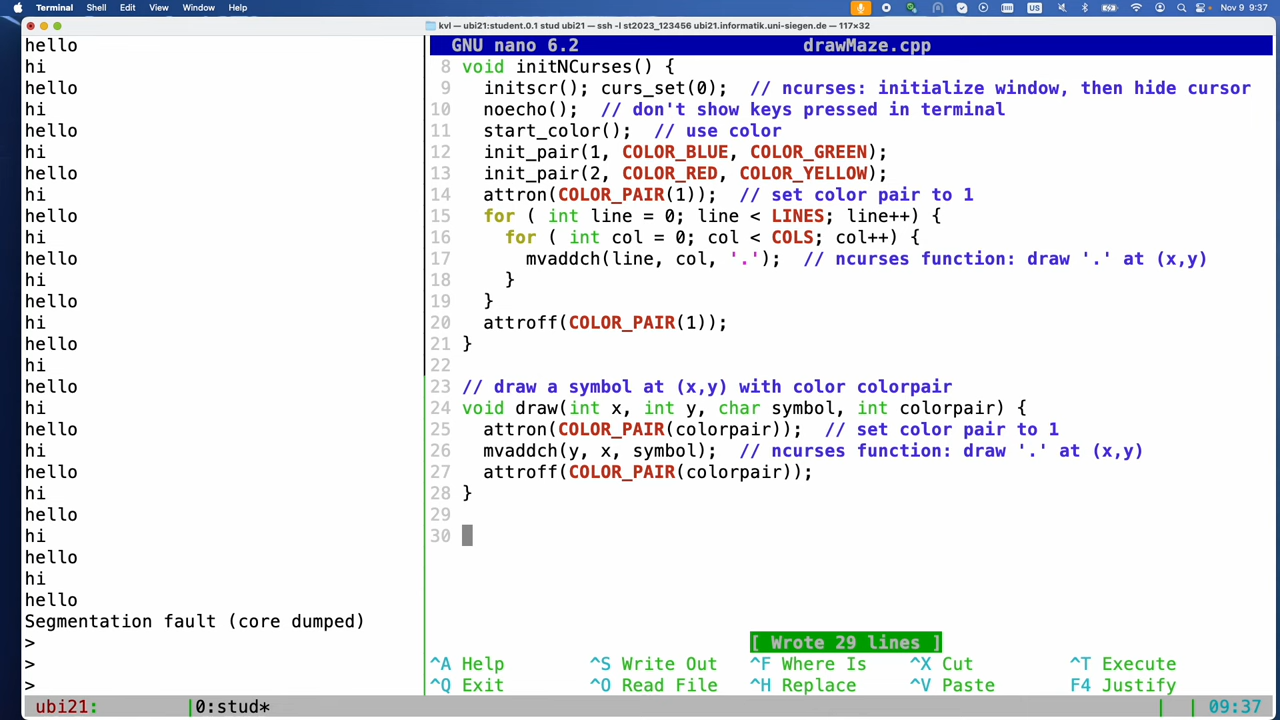 Terminal Shell Edit View Window Help Nov 9 9:37
kvl — ubi21:student.0.1 stud ubi21 — ssh -l st2023_123456 ubi21.informatik.uni-siegen.de — 117×32
hello
hi
hello
hi
hello
hi
hello
hi
hello
hi
hello
hi
hello
hi
hello
hi
hello
hi
hello
hi
hello
hi
hello
hi
hello
hi
hello
Segmentation fault (core dumped)
>
>
>
GNU nano 6.2 drawMaze.cpp
8 void initNCurses() {
9 initscr(); curs_set(0); // ncurses: initialize window, then hide cursor
10 noecho(); // don't show keys pressed in terminal
11 start_color(); // use color
12 init_pair(1, COLOR_BLUE, COLOR_GREEN);
13 init_pair(2, COLOR_RED, COLOR_YELLOW);
14 attron(COLOR_PAIR(1)); // set color pair to 1
15 for ( int line = 0; line < LINES; line++) {
16 for ( int col = 0; col < COLS; col++) {
17 mvaddch(line, col, '.'); // ncurses function: draw '.' at (x,y)
18 }
19 }
20 attroff(COLOR_PAIR(1));
21 }
22
23 // draw a symbol at (x,y) with color colorpair
24 void draw(int x, int y, char symbol, int colorpair) {
25 attron(COLOR_PAIR(colorpair)); // set color pair to 1
26 mvaddch(y, x, symbol); // ncurses function: draw '.' at (x,y)
27 attroff(COLOR_PAIR(colorpair));
28 }
29
30
[ Wrote 29 lines ]
^A Help ^S Write Out ^F Where Is ^X Cut ^T Execute
^Q Exit ^O Read File ^H Replace ^V Paste F4 Justify
ubi21: |0:stud* | | 09:37